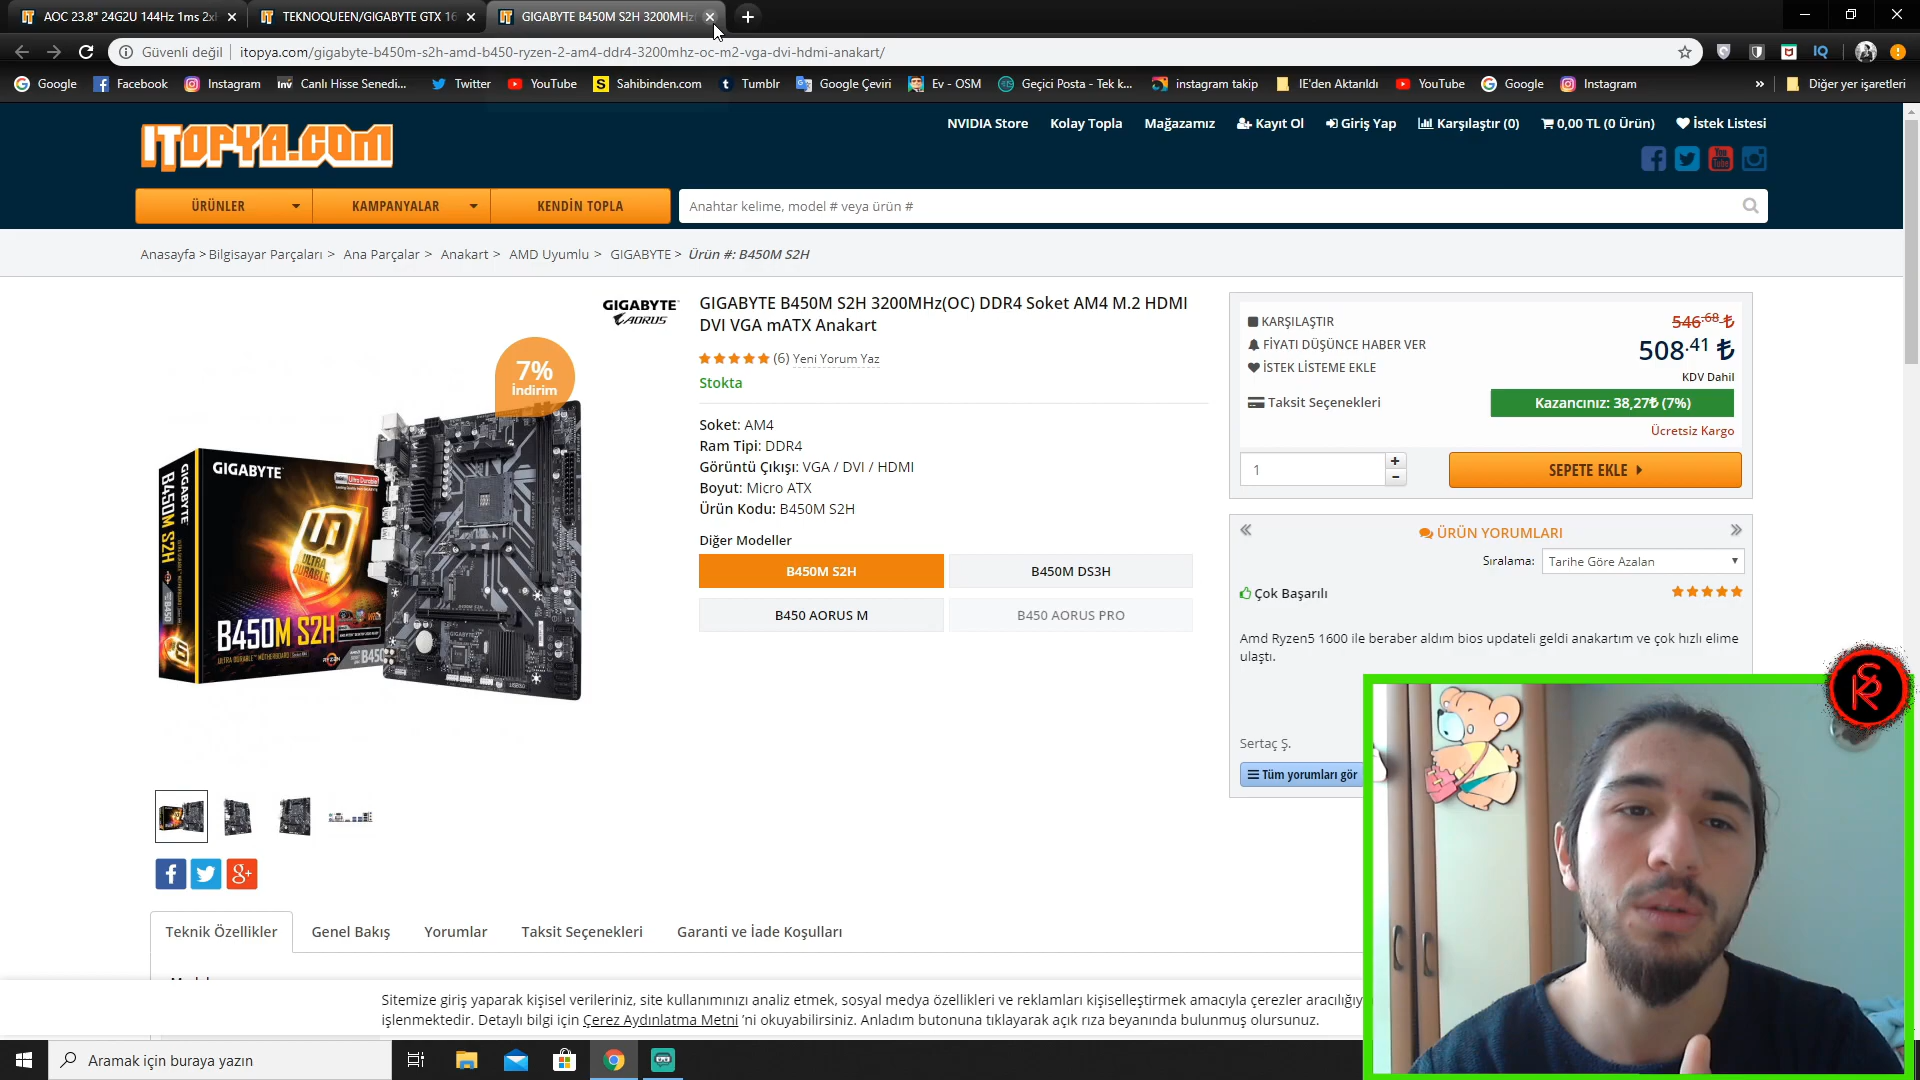 AOC 23.8" 24G2U 144Hz 1ms 2xH
TEKNOQUEEN/GIGABYTE GTX 16
GIGABYTE B450M S2H 3200MHz(
Güvenli değil
itopya.com/gigabyte-b450m-s2h-amd-b450-ryzen-2-am4-ddr4-3200mhz-oc-m2-vga-dvi-hdmi-anakart/
IQ
Google
Facebook
Instagram
inv Canlı Hisse Senedi...
Twitter
YouTube
Sahibinden.com
Tumblr
Google Çeviri
Ev - OSM
Geçici Posta - Tek k...
instagram takip
IE'den Aktarıldı
YouTube
Google
Instagram
»
Diğer yer işaretleri
ITOPYA.COM
NVIDIA Store
Kolay Topla
Mağazamız
Kayıt Ol
Giriş Yap
Karşılaştır (0)
0,00 TL (0 Ürün)
İstek Listesi
ÜRÜNLER
KAMPANYALAR
KENDİN TOPLA
Anahtar kelime, model # veya ürün #
Anasayfa > Bilgisayar Parçaları > Ana Parçalar > Anakart > AMD Uyumlu > GIGABYTE > Ürün #: B450M S2H
GIGABYTE
AORUS
GIGABYTE B450M S2H 3200MHz(OC) DDR4 Soket AM4 M.2 HDMI
DVI VGA mATX Anakart
(6) Yeni Yorum Yaz
Stokta
7%
İndirim
Soket: AM4
Ram Tipi: DDR4
Görüntü Çıkışı: VGA / DVI / HDMI
Boyut: Micro ATX
Ürün Kodu: B450M S2H
Diğer Modeller
B450M S2H
B450M DS3H
B450 AORUS M
B450 AORUS PRO
GIGABYTE
GIGABYTE
B450M S2H
ULTRA
DURABLE
B450M S2H
KARŞILAŞTIR
FİYATI DÜŞÜNCE HABER VER
İSTEK LİSTEME EKLE
Taksit Seçenekleri
546.68 ₺
508.41 ₺
KDV Dahil
Kazancınız: 38,27₺ (7%)
Ücretsiz Kargo
1
+
-
SEPETE EKLE
«
ÜRÜN YORUMLARI
»
Sıralama:
Tarihe Göre Azalan
Çok Başarılı
Amd Ryzen5 1600 ile beraber aldım bios updateli geldi anakartım ve çok hızlı elime
ulaştı.
Sertaç Ş.
Tüm yorumları gör
Teknik Özellikler
Genel Bakış
Yorumlar
Taksit Seçenekleri
Garanti ve İade Koşulları
Sitemize giriş yaparak kişisel verileriniz, site kullanımınızı analiz etmek, sosyal medya özellikleri ve reklamları kişiselleştirmek amacıyla çerezler aracılığıy
işlenmektedir. Detaylı bilgi için Çerez Aydınlatma Metni 'ni okuyabilirsiniz. Anladım butonuna tıklayarak açık rıza beyanında bulunmuş olursunuz.
Aramak için buraya yazın